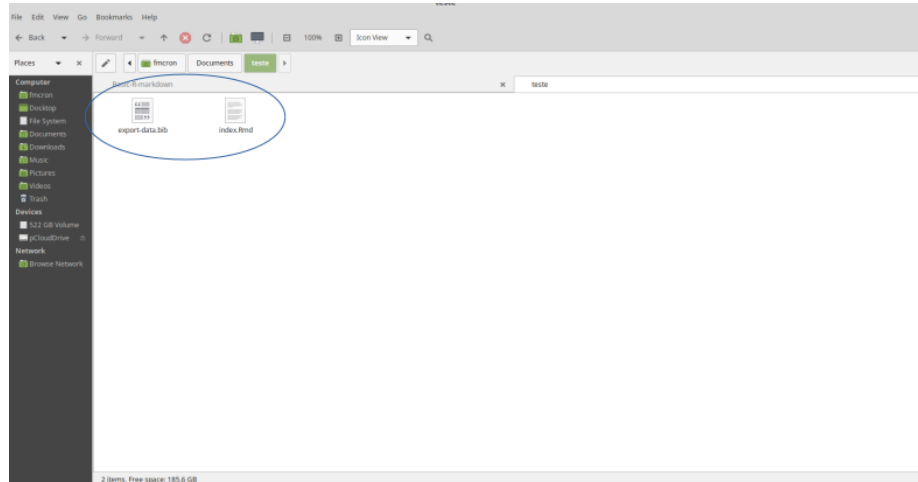 teste
File Edit View Go Bookmarks Help
Back Forward 100% Icon View
Places fmcron Documents teste
Basic-R-markdown teste
Computer
fmcron
Docktop
File System
Documents
Downloads
Music
Pictures
Videos
Trash
Devices
522 GB Volume
pCloudDrive
Network
Browse Network
export-data.bib index.Rmd
2 items, Free space: 185.6 GB